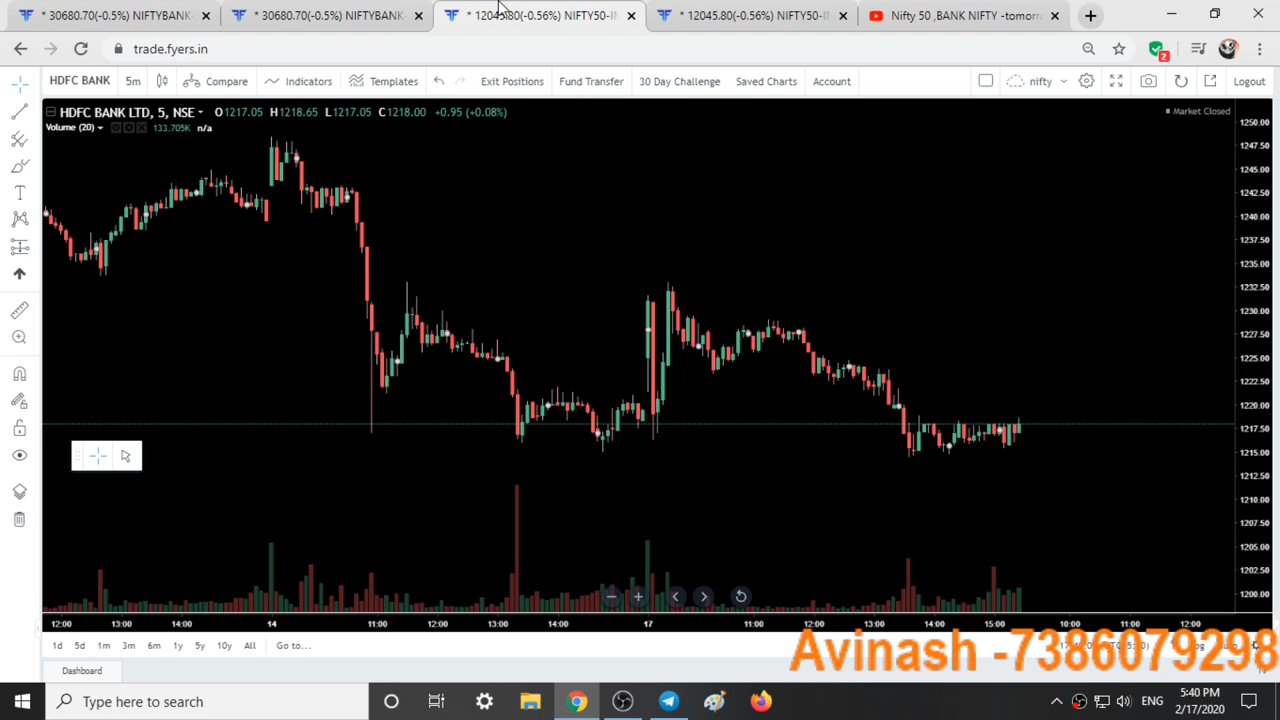 * 30680.70(-0.5%) NIFTYBANK-
* 30680.70(-0.5%) NIFTYBANK-
(-0.56%) NIFTY50-IN
* 12045.80(-0.56%) NIFTY50-IN
Nifty 50 ,BANK NIFTY -tomorr
trade.fyers.in
2
HDFC BANK
5m
Compare
Indicators
Templates
Exit Positions
Fund Transfer
30 Day Challenge
Saved Charts
Account
nifty
Logout
HDFC BANK LTD, 5, NSE
O1217.05 H1218.65 L1217.05 C1218.00 +0.95 (+0.08%)
Market Closed
Volume (20)
133.705K n/a
1250.00
1247.50
1245.00
1242.50
1240.00
1237.50
1235.00
1232.50
1230.00
1227.50
1225.00
1222.50
1220.00
1217.50
1215.00
1212.50
1210.00
1207.50
1205.00
1202.50
1200.00
12:00 13:00 14:00 14 11:00 12:00 13:00 14:00 17 11:00 12:00 13:00 14:00 15:00 10:00 11:00 12:00
1d 5d 1m 3m 6m 1y 5y 10y All Go to...
Avinash -7386079298
Dashboard
Type here to search
ENG
5:40 PM
2/17/2020